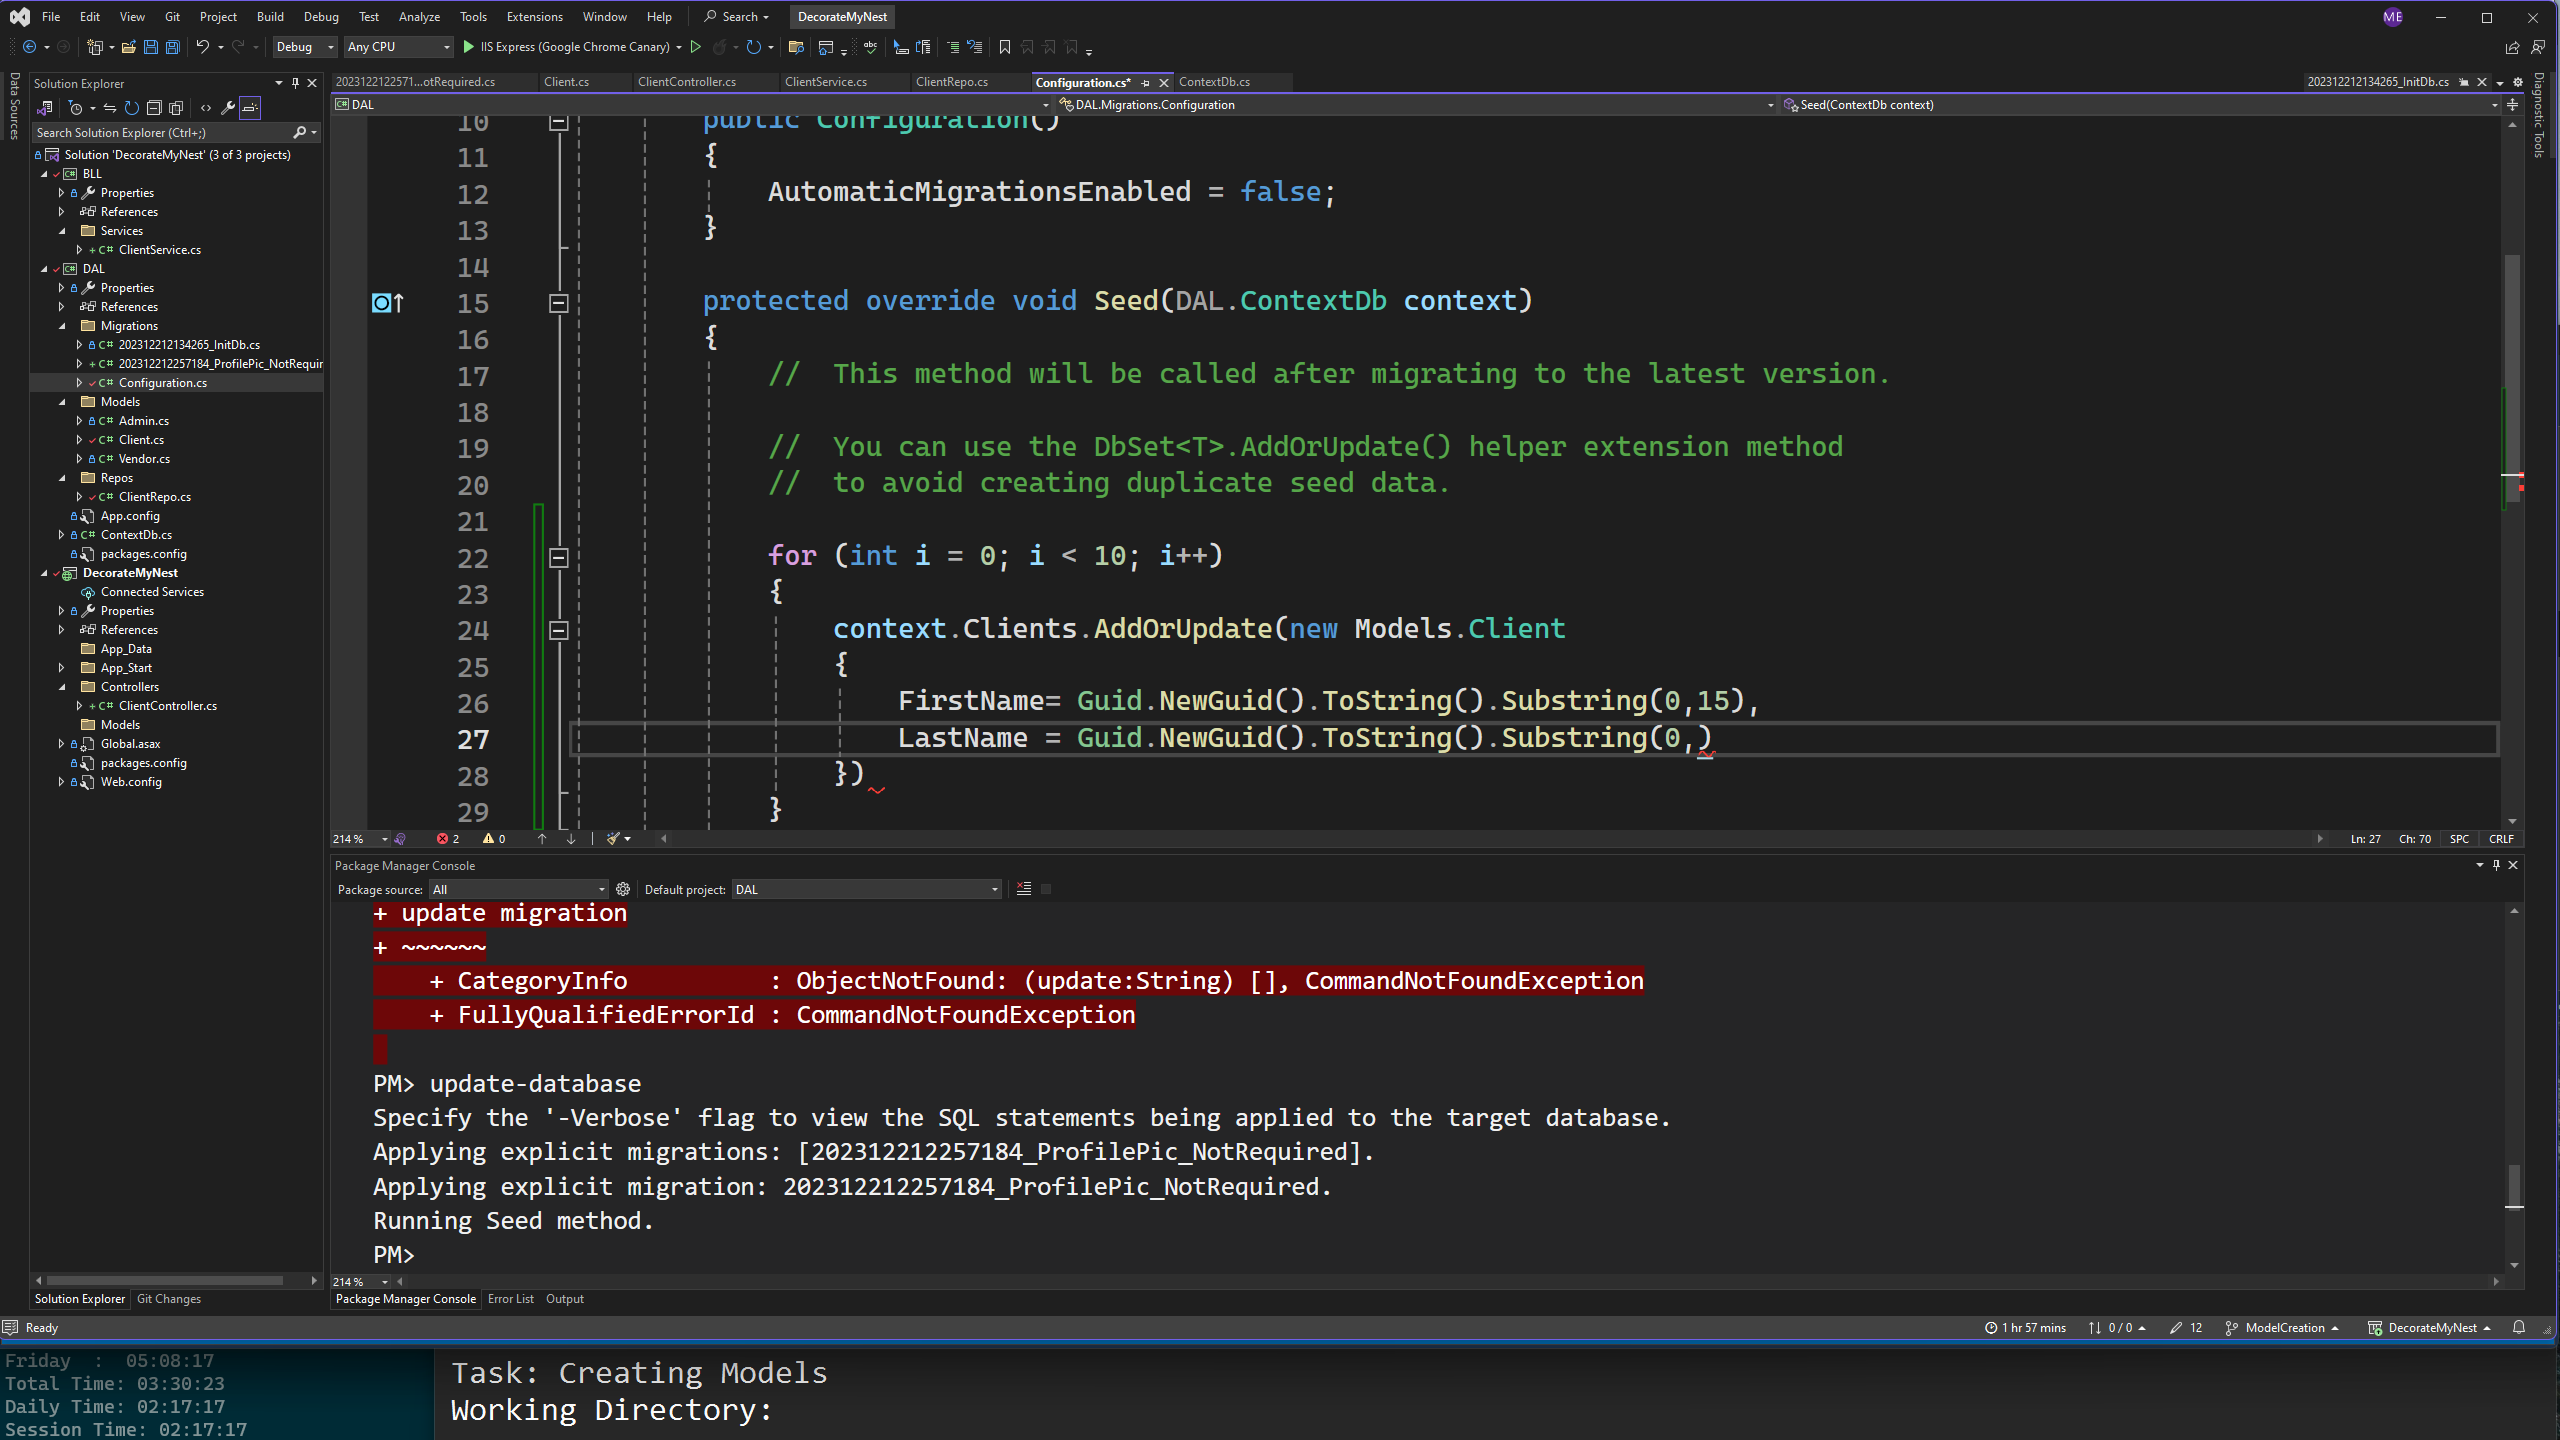 File Edit View Git Project Build Debug Test Analyze Tools Extensions Window Help Search DecorateMyNest ME
Debug Any CPU IIS Express (Google Chrome Canary)
Data Sources
Solution Explorer
Search Solution Explorer (Ctrl+;)
Solution 'DecorateMyNest' (3 of 3 projects)
BLL
Properties
References
Services
C# ClientService.cs
DAL
Properties
References
Migrations
C# 202312212134265_InitDb.cs
C# 202312212257184_ProfilePic_NotRequir
C# Configuration.cs
Models
C# Admin.cs
C# Client.cs
C# Vendor.cs
Repos
C# ClientRepo.cs
App.config
C# ContextDb.cs
packages.config
DecorateMyNest
Connected Services
Properties
References
App_Data
App_Start
Controllers
C# ClientController.cs
Models
Global.asax
packages.config
Web.config
Solution Explorer Git Changes
2023122122571...otRequired.cs Client.cs ClientController.cs ClientService.cs ClientRepo.cs Configuration.cs* ContextDb.cs 202312212134265_InitDb.cs
C# DAL DAL.Migrations.Configuration Seed(ContextDb context)
10 public Configuration()
11 {
12 AutomaticMigrationsEnabled = false;
13 }
14
15 protected override void Seed(DAL.ContextDb context)
16 {
17 // This method will be called after migrating to the latest version.
18
19 // You can use the DbSet<T>.AddOrUpdate() helper extension method
20 // to avoid creating duplicate seed data.
21
22 for (int i = 0; i < 10; i++)
23 {
24 context.Clients.AddOrUpdate(new Models.Client
25 {
26 FirstName= Guid.NewGuid().ToString().Substring(0,15),
27 LastName = Guid.NewGuid().ToString().Substring(0,)
28 })
29 }
214 % 2 0 Ln: 27 Ch: 70 SPC CRLF
Diagnostic Tools
Package Manager Console
Package source: All Default project: DAL
+ update migration
+ ~~~~~~
+ CategoryInfo : ObjectNotFound: (update:String) [], CommandNotFoundException
+ FullyQualifiedErrorId : CommandNotFoundException
PM> update-database
Specify the '-Verbose' flag to view the SQL statements being applied to the target database.
Applying explicit migrations: [202312212257184_ProfilePic_NotRequired].
Applying explicit migration: 202312212257184_ProfilePic_NotRequired.
Running Seed method.
PM>
214 %
Package Manager Console Error List Output
Ready 1 hr 57 mins 0 / 0 12 ModelCreation DecorateMyNest
Friday : 05:08:17
Total Time: 03:30:23
Daily Time: 02:17:17
Session Time: 02:17:17
Task: Creating Models
Working Directory: